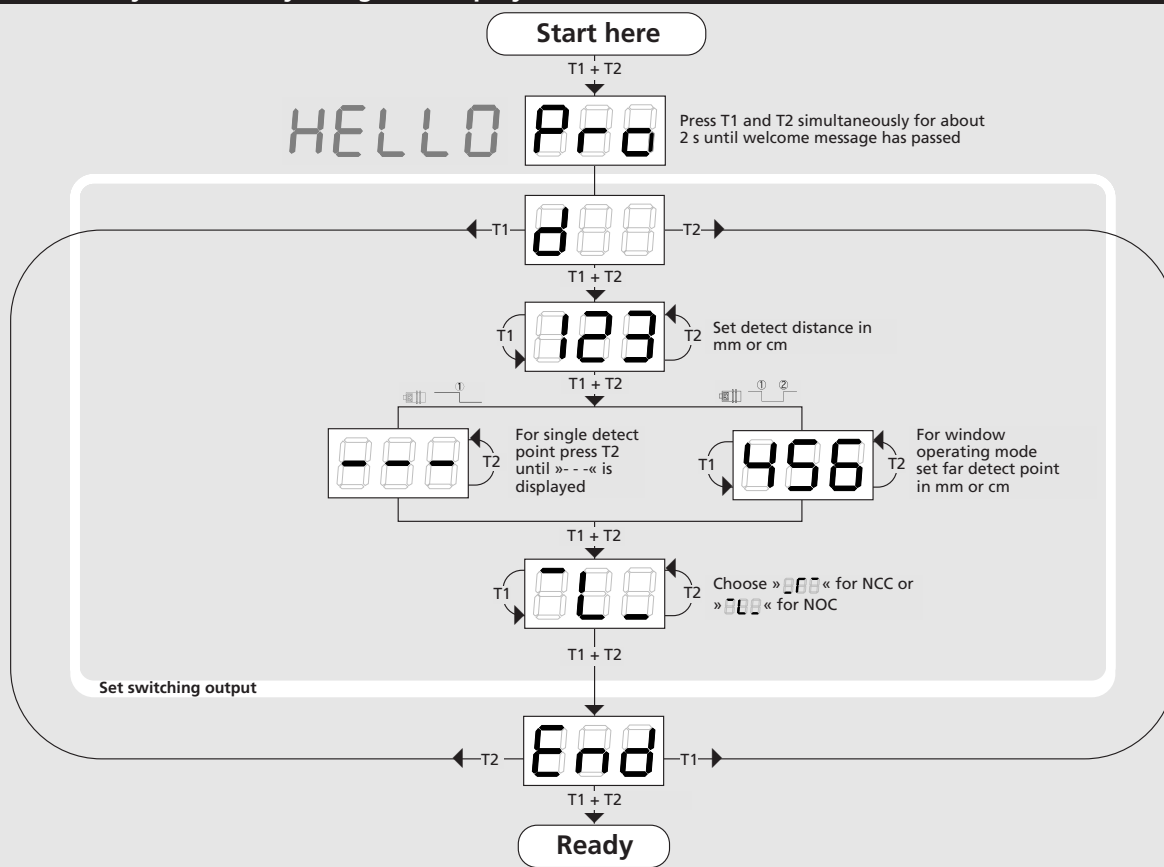 Start here
T1 + T2
HELLO
Pro
Press T1 and T2 simultaneously for about
2 s until welcome message has passed
T1
d
T2
T1 + T2
T1
123
T2
Set detect distance in
mm or cm
T1 + T2
①
① ②
- - -
T2
For single detect
point press T2
until »- - -« is
displayed
T1
456
T2
For window
operating mode
set far detect point
in mm or cm
T1 + T2
T1
T2
Choose » « for NCC or
» « for NOC
T1 + T2
Set switching output
T2
End
T1
T1 + T2
Ready